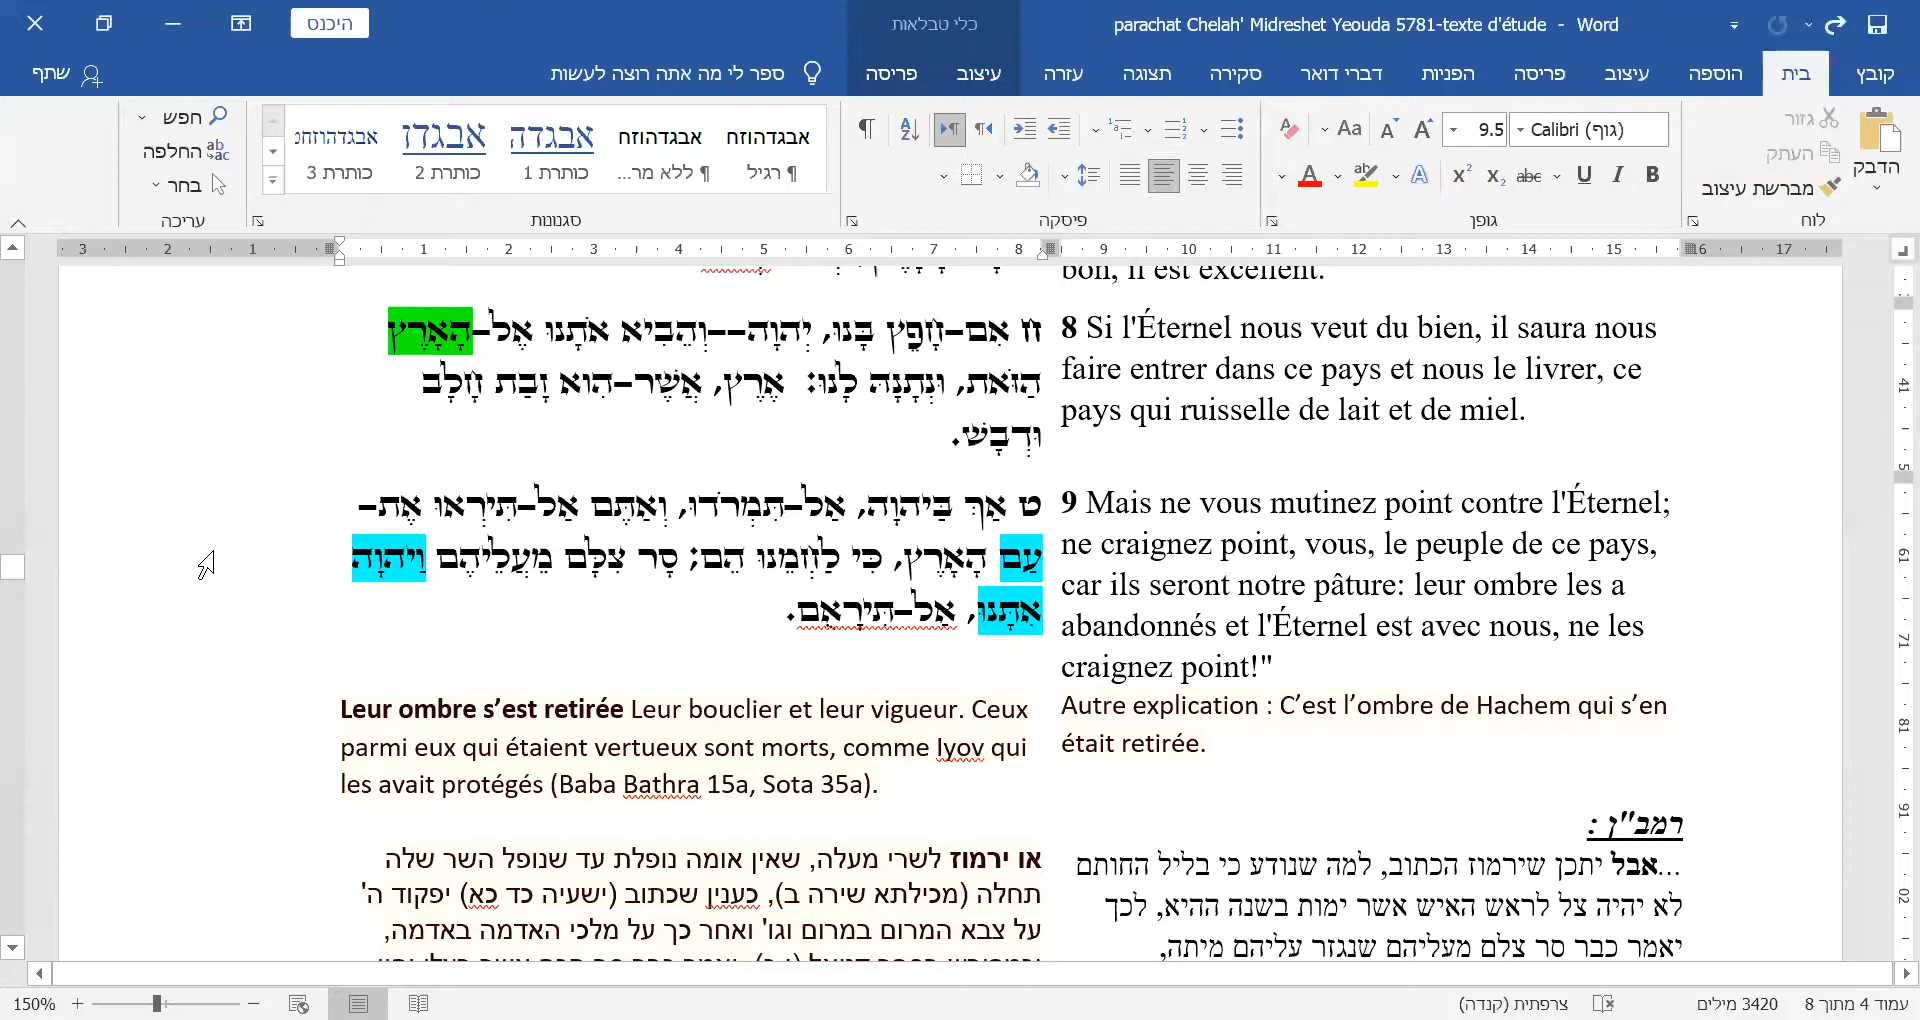 היכנס
כלי טבלאות
parachat Chelah' Midreshet Yeouda 5781-texte d'étude - Word
קובץ
בית
הוספה
עיצוב
פריסה
הפניות
דברי דואר
סקירה
תצוגה
עזרה
עיצוב
פריסה
ספר לי מה אתה רוצה לעשות
שתף
הדבק
גזור
העתק
מברשת עיצוב
לוח
Calibri (גוף)
9.5
גופן
פיסקה
אבגדהוזח
¶ רגיל
אבגדהוזח
¶ ללא מר...
אבגדה
כותרת 1
אבגדו
כותרת 2
אבגדהוזחט
כותרת 3
סגנונות
חפש
החלפה
בחר
עריכה
bon, il est excellent.
ח אִם-חָפֵץ בָּנוּ, יְהוָה--וְהֵבִיא אֹתָנוּ אֶל-הָאָרֶץ
הַזֹּאת, וּנְתָנָהּ לָנוּ: אֶרֶץ, אֲשֶׁר-הִוא זָבַת חָלָב
וּדְבָשׁ.
8 Si l'Éternel nous veut du bien, il saura nous
faire entrer dans ce pays et nous le livrer, ce
pays qui ruisselle de lait et de miel.
ט אַךְ בַּיהוָה, אַל-תִּמְרֹדוּ, וְאַתֶּם אַל-תִּירְאוּ אֶת-
עַם הָאָרֶץ, כִּי לַחְמֵנוּ הֵם; סָר צִלָּם מֵעֲלֵיהֶם וַיהוָה
אִתָּנוּ, אַל-תִּירָאֻם.
9 Mais ne vous mutinez point contre l'Éternel;
ne craignez point, vous, le peuple de ce pays,
car ils seront notre pâture: leur ombre les a
abandonnés et l'Éternel est avec nous, ne les
craignez point!"
Leur ombre s’est retirée Leur bouclier et leur vigueur. Ceux
parmi eux qui étaient vertueux sont morts, comme Iyov qui
les avait protégés (Baba Bathra 15a, Sota 35a).
Autre explication : C’est l’ombre de Hachem qui s’en
était retirée.
רמב"ן :
...אבל יתכן שירמוז הכתוב, למה שנודע כי בליל החותם
לא יהיה צל לראש האיש אשר ימות בשנה ההיא, לכך
יאמר כבר סר צלם מעליהם שנגזר עליהם מיתה,
או ירמוז לשרי מעלה, שאין אומה נופלת עד שנופל השר שלה
תחלה (מכילתא שירה ב), כענין שכתוב (ישעיה כד כא) יפקוד ה'
על צבא המרום במרום וגו' ואחר כך על מלכי האדמה באדמה,
עמוד 4 מתוך 8
3420 מילים
צרפתית (קנדה)
150%